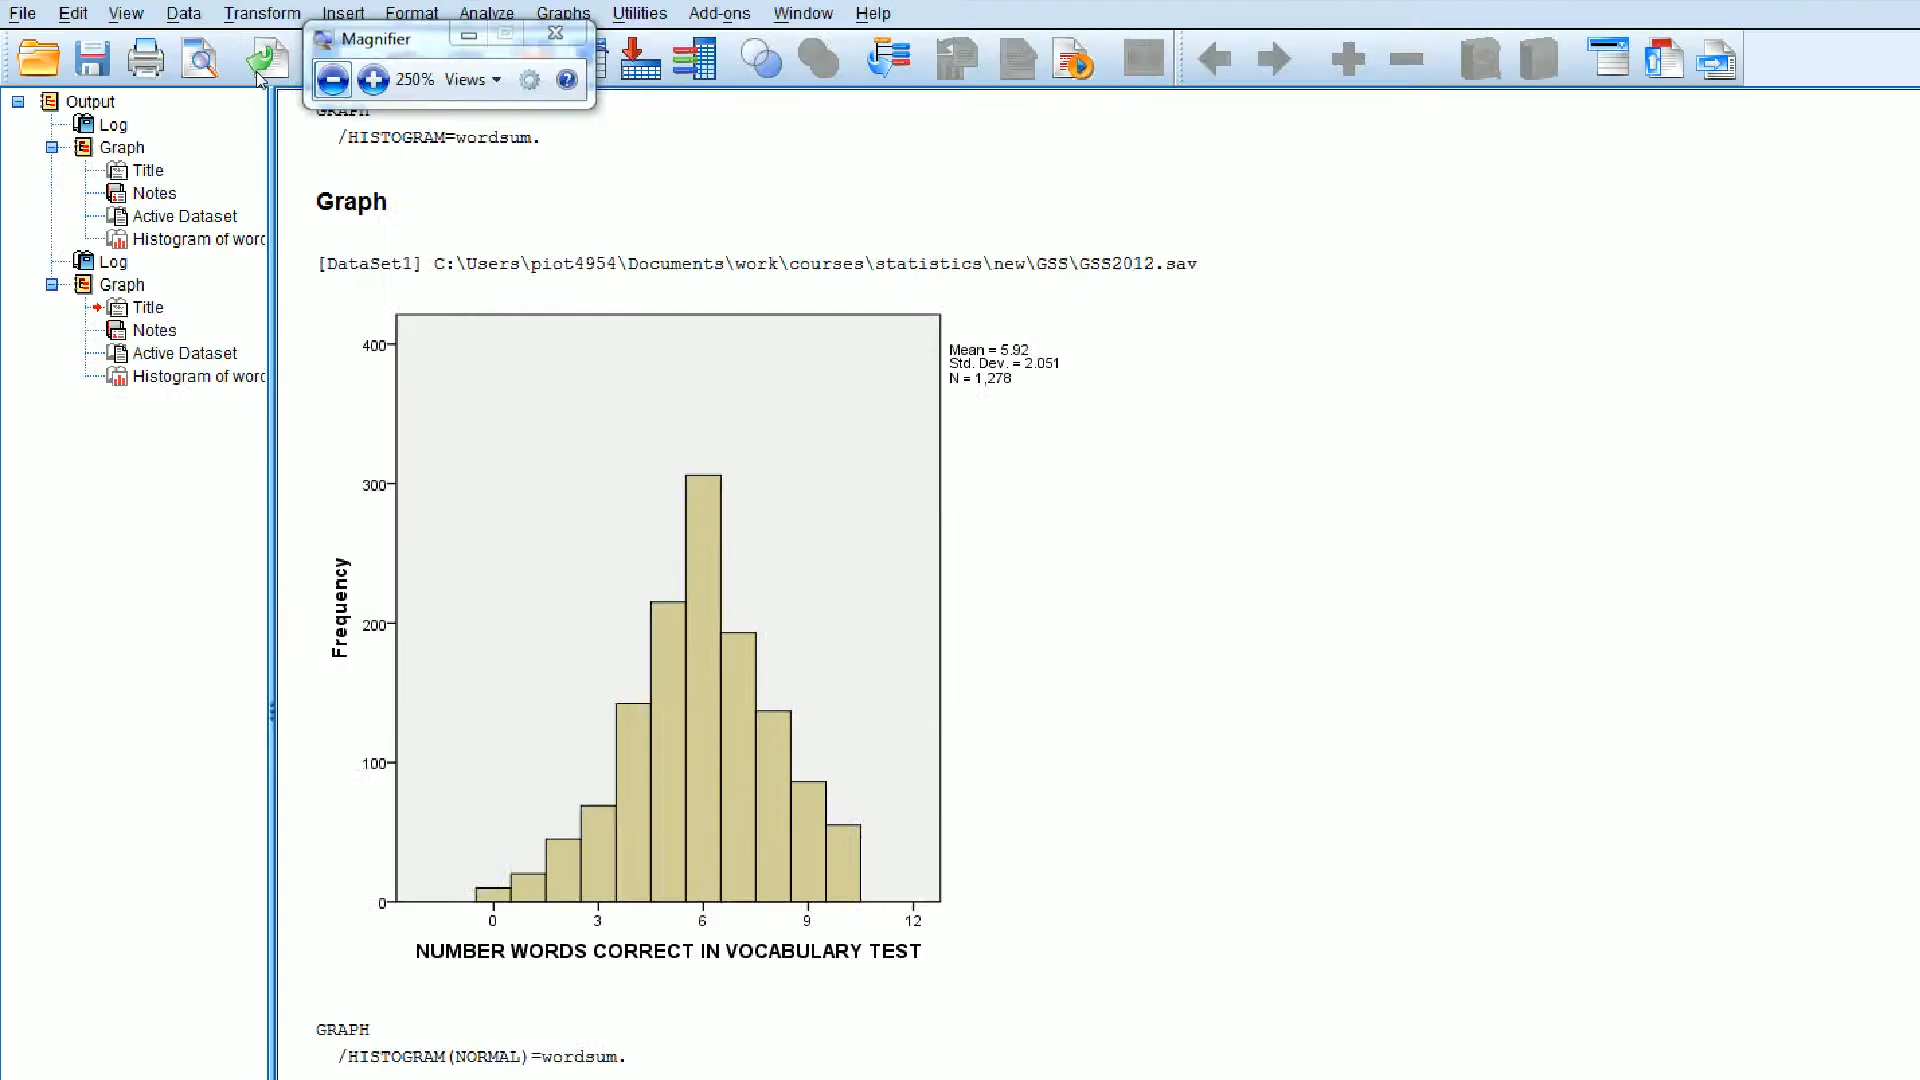 File Edit View Data Transform Insert Format Analyze Graphs Utilities Add-ons Window Help
Magnifier
250% Views
Output
Log
Graph
Title
Notes
Active Dataset
Histogram of word
Log
Graph
Title
Notes
Active Dataset
Histogram of word
GRAPH
/HISTOGRAM=wordsum.
Graph
[DataSet1] C:\Users\piot4954\Documents\work\courses\statistics\new\GSS\GSS2012.sav
Mean = 5.92
Std. Dev. = 2.051
N = 1,278
Frequency
400
300
200
100
0
0 3 6 9 12
NUMBER WORDS CORRECT IN VOCABULARY TEST
GRAPH
/HISTOGRAM(NORMAL)=wordsum.